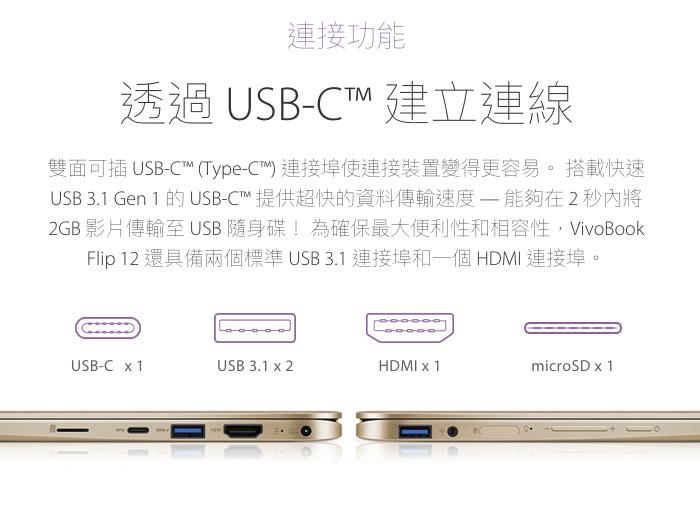 連接功能
透過 USB-C™ 建立連線
雙面可插 USB-C™ (Type-C™) 連接埠使連接裝置變得更容易。 搭載快速
USB 3.1 Gen 1 的 USB-C™ 提供超快的資料傳輸速度 — 能夠在 2 秒內將
2GB 影片傳輸至 USB 隨身碟！ 為確保最大便利性和相容性，VivoBook
Flip 12 還具備兩個標準 USB 3.1 連接埠和一個 HDMI 連接埠。
USB-C x 1 USB 3.1 x 2 HDMI x 1 microSD x 1